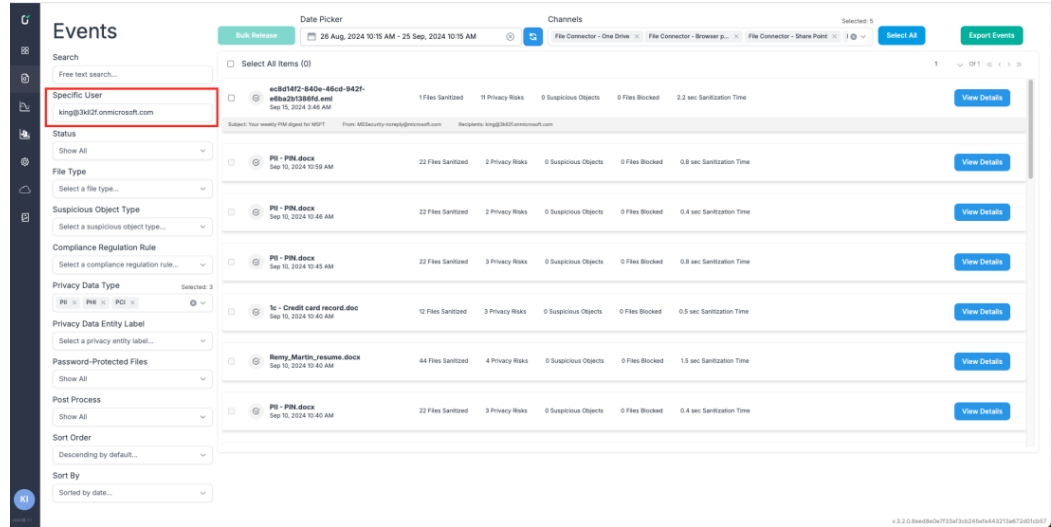 Events
Bulk Release
Date Picker
26 Aug, 2024 10:15 AM - 25 Sep, 2024 10:15 AM
Channels
Selected: 5
File Connector - One Drive ×
File Connector - Browser p... ×
File Connector - Share Point ×
Select All
Export Events
Search
Free text search...
Specific User
king@3kll2f.onmicrosoft.com
Status
Show All
File Type
Select a file type...
Suspicious Object Type
Select a suspicious object type...
Compliance Regulation Rule
Select a compliance regulation rule...
Privacy Data Type
Selected: 3
PII × PHI × PCI ×
Privacy Data Entity Label
Select a privacy entity label...
Password-Protected Files
Show All
Post Process
Show All
Sort Order
Descending by default...
Sort By
Sorted by date...
KI
Select All Items (0)
1 Of 1 « < > »
ec8d14f2-840e-46cd-942f-
e6ba2b1386fd.eml
Sep 15, 2024 3:46 AM
1 Files Sanitized 11 Privacy Risks 0 Suspicious Objects 0 Files Blocked 2.2 sec Sanitization Time
View Details
Subject: Your weekly PIM digest for MSFT From: MSSecurity-noreply@microsoft.com Recipients: king@3kll2f.onmicrosoft.com
PII - PIN.docx
Sep 10, 2024 10:59 AM
22 Files Sanitized 2 Privacy Risks 0 Suspicious Objects 0 Files Blocked 0.8 sec Sanitization Time
View Details
PII - PIN.docx
Sep 10, 2024 10:46 AM
22 Files Sanitized 2 Privacy Risks 0 Suspicious Objects 0 Files Blocked 0.4 sec Sanitization Time
View Details
PII - PIN.docx
Sep 10, 2024 10:45 AM
22 Files Sanitized 3 Privacy Risks 0 Suspicious Objects 0 Files Blocked 0.8 sec Sanitization Time
View Details
1c - Credit card record.doc
Sep 10, 2024 10:40 AM
12 Files Sanitized 3 Privacy Risks 0 Suspicious Objects 0 Files Blocked 0.5 sec Sanitization Time
View Details
Remy_Martin_resume.docx
Sep 10, 2024 10:40 AM
44 Files Sanitized 4 Privacy Risks 0 Suspicious Objects 0 Files Blocked 1.5 sec Sanitization Time
View Details
PII - PIN.docx
Sep 10, 2024 10:40 AM
22 Files Sanitized 3 Privacy Risks 0 Suspicious Objects 0 Files Blocked 0.4 sec Sanitization Time
View Details